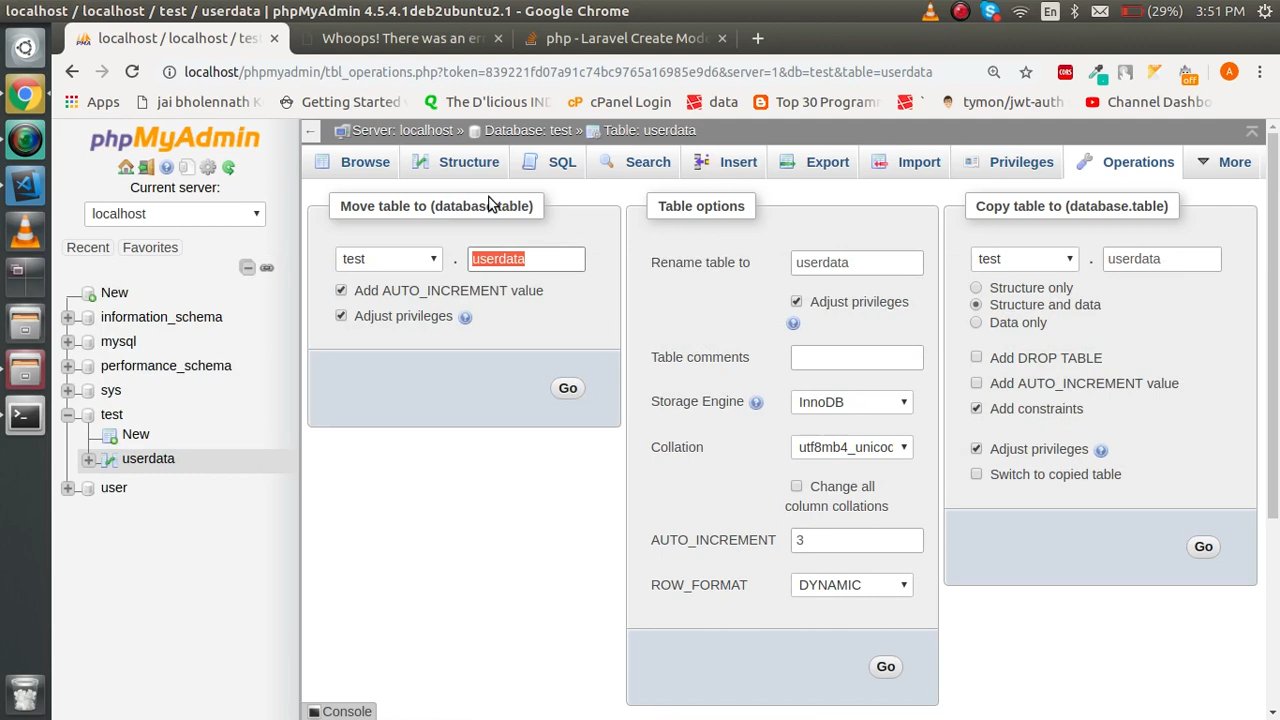 localhost / localhost / test / userdata | phpMyAdmin 4.5.4.1deb2ubuntu2.1 - Google Chrome
En
(29%)
3:51 PM
localhost / localhost / tes
Whoops! There was an err
php - Laravel Create Mode
localhost/phpmyadmin/tbl_operations.php?token=839221fd07a91c74bc9765a16985e9d6&server=1&db=test&table=userdata
CORS
off
A
Apps
jai bholennath K
Getting Started
The D'licious IND
cPanel Login
data
Top 30 Programm
tymon/jwt-auth
Channel Dashbo
phpMyAdmin
Current server:
localhost
Recent
Favorites
New
information_schema
mysql
performance_schema
sys
test
New
userdata
user
Server: localhost » Database: test » Table: userdata
Browse
Structure
SQL
Search
Insert
Export
Import
Privileges
Operations
More
Move table to (database.table)
test
.
userdata
Add AUTO_INCREMENT value
Adjust privileges
Go
Table options
Rename table to
userdata
Adjust privileges
Table comments
Storage Engine
InnoDB
Collation
utf8mb4_unicod
Change all
column collations
AUTO_INCREMENT
3
ROW_FORMAT
DYNAMIC
Go
Copy table to (database.table)
test
.
userdata
Structure only
Structure and data
Data only
Add DROP TABLE
Add AUTO_INCREMENT value
Add constraints
Adjust privileges
Switch to copied table
Go
Console